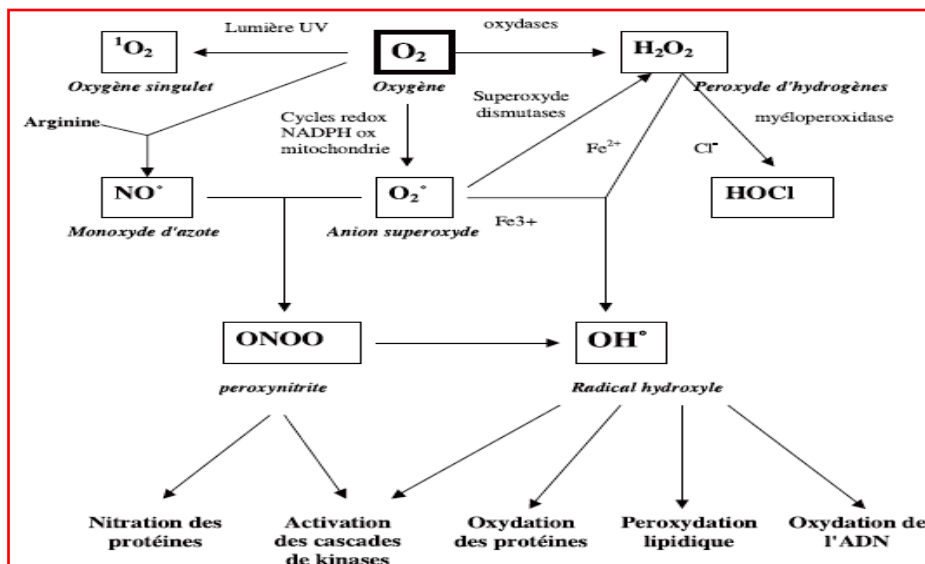 Lumière UV
oxydases
¹O₂
O₂
H₂O₂
Oxygène singulet
Oxygène
Peroxyde d'hydrogènes
Arginine
Cycles redox
NADPH ox
mitochondrie
Superoxyde
dismutases
myéloperoxidase
Fe²⁺
Cl⁻
NO°
O₂°
HOCl
Monoxyde d'azote
Anion superoxyde
Fe3+
ONOO
OH°
peroxynitrite
Radical hydroxyle
Nitration des
protéines
Activation
des cascades
de kinases
Oxydation
des protéines
Peroxydation
lipidique
Oxydation de
l'ADN